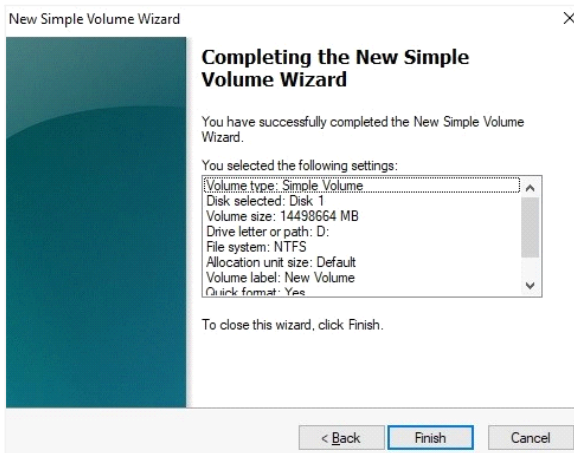 New Simple Volume Wizard
Completing the New Simple
Volume Wizard
You have successfully completed the New Simple Volume
Wizard.
You selected the following settings:
Volume type: Simple Volume
Disk selected: Disk 1
Volume size: 14498664 MB
Drive letter or path: D:
File system: NTFS
Allocation unit size: Default
Volume label: New Volume
Quick format: Yes
To close this wizard, click Finish.
< Back
Finish
Cancel